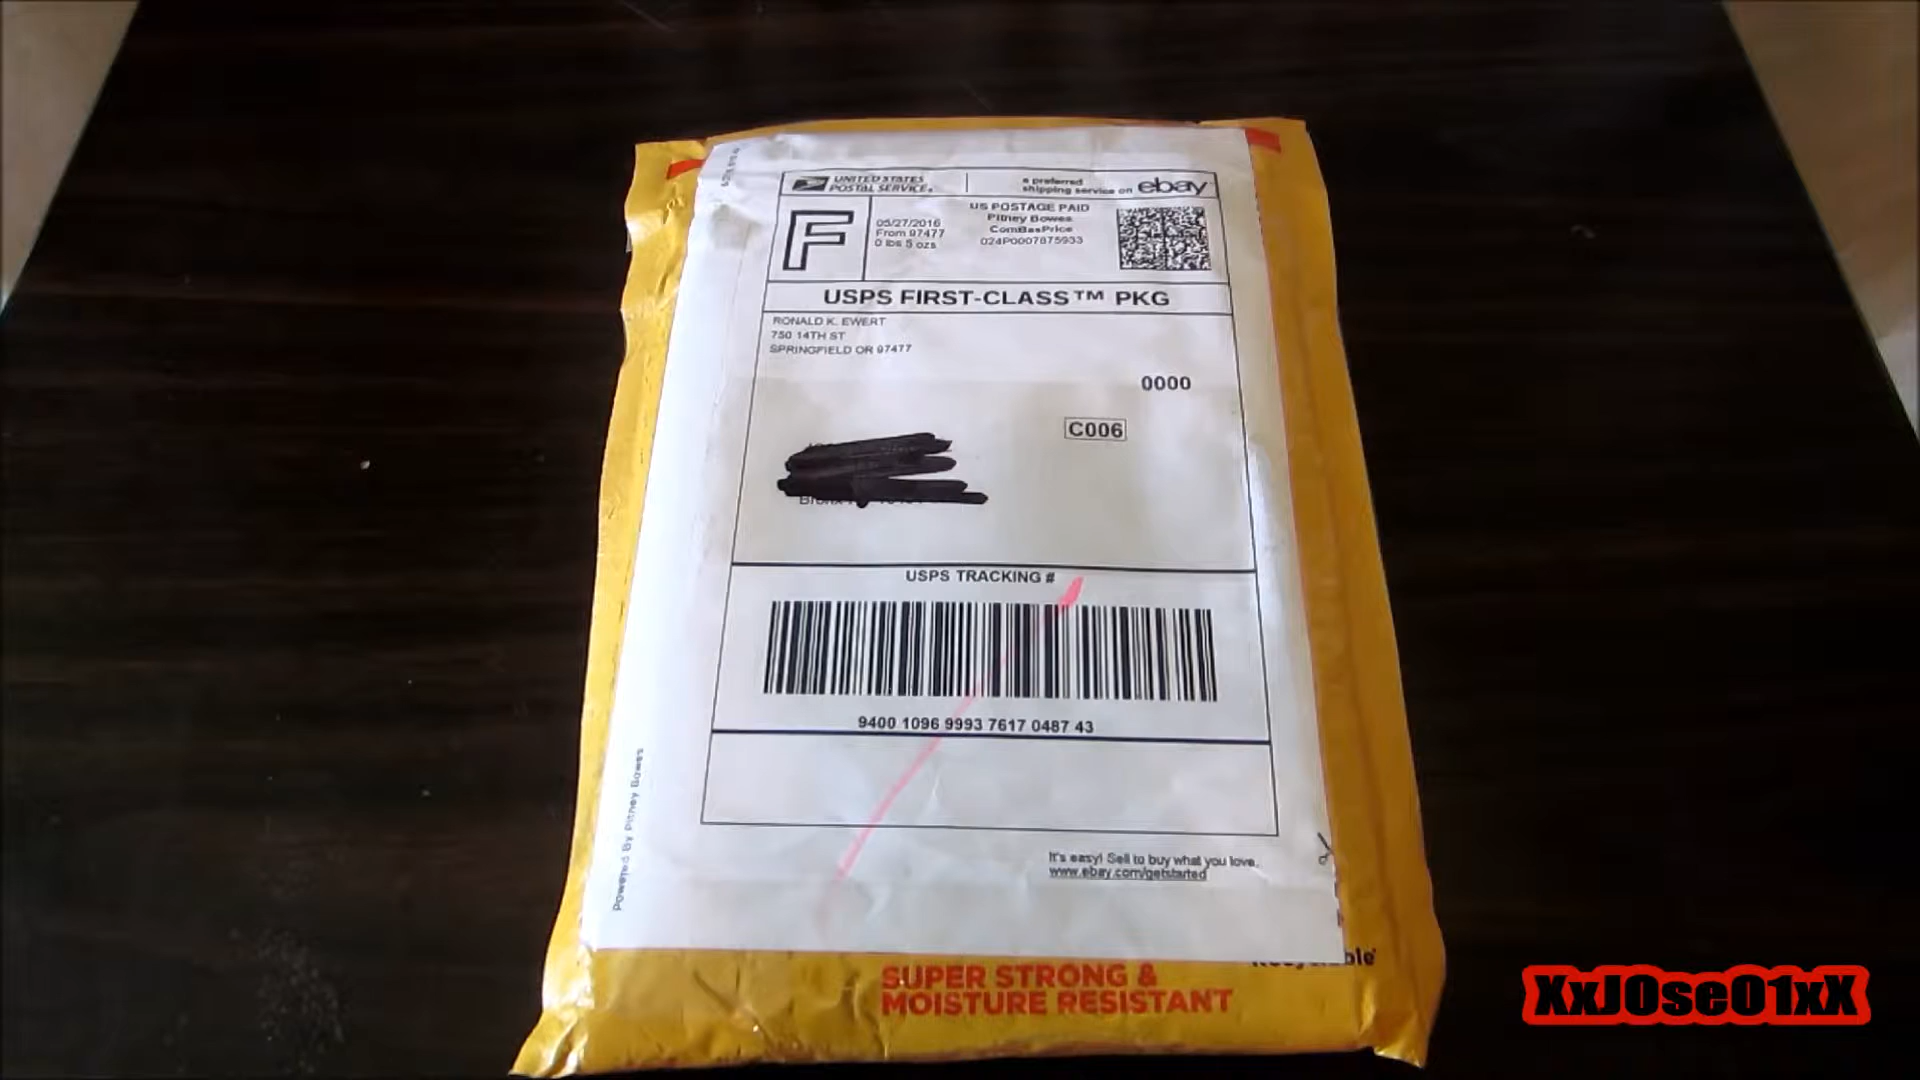 UNITED STATES
POSTAL SERVICE®
a preferred
shipping service on ebay
F
05/27/2016
From 97477
0 lbs 5 ozs
US POSTAGE PAID
Pitney Bowes
ComBasPrice
024P0007875933
USPS FIRST-CLASS™ PKG
RONALD K. EWERT
750 14TH ST
SPRINGFIELD OR 97477
0000
C006
USPS TRACKING #
9400 1096 9993 7617 0487 43
Powered By Pitney Bowes
It's easy! Sell to buy what you love.
www.ebay.com/getstarted
SUPER STRONG &
MOISTURE RESISTANT
XxJ0se01xX